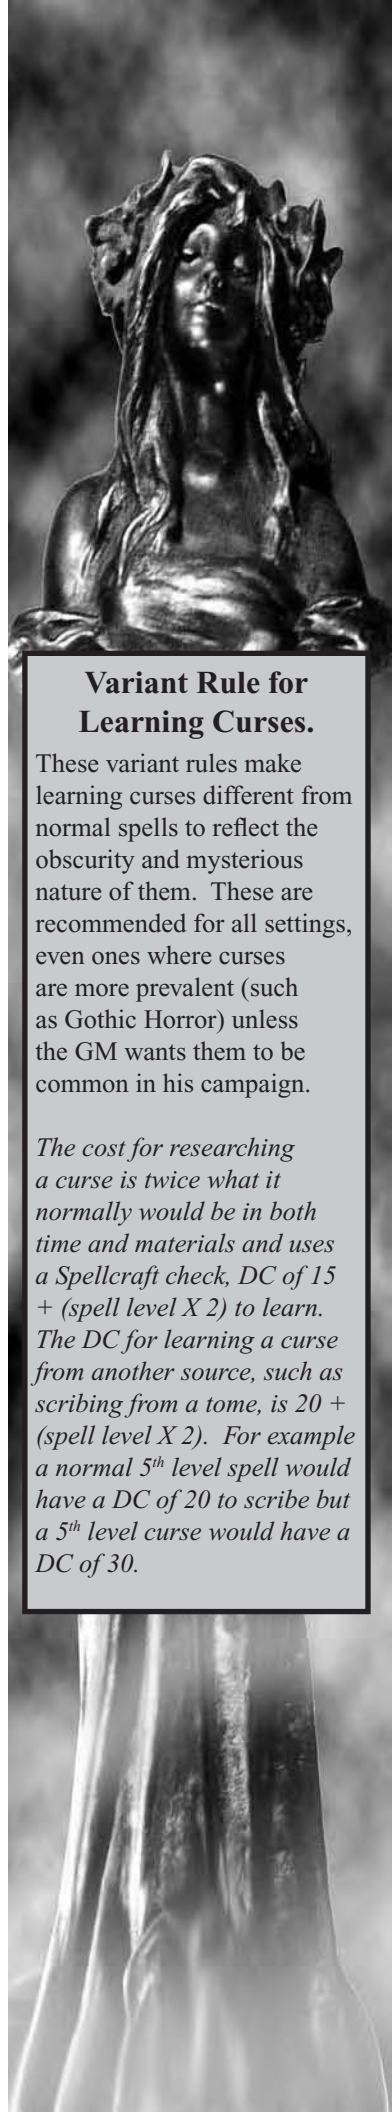 Variant Rule for
Learning Curses.
These variant rules make
learning curses different from
normal spells to reflect the
obscurity and mysterious
nature of them.  These are
recommended for all settings,
even ones where curses
are more prevalent (such
as Gothic Horror) unless
the GM wants them to be
common in his campaign.
The cost for researching
a curse is twice what it
normally would be in both
time and materials and uses
a Spellcraft check, DC of 15
+ (spell level X 2) to learn.
The DC for learning a curse
from another source, such as
scribing from a tome, is 20 +
(spell level X 2).  For example
a normal 5th level spell would
have a DC of 20 to scribe but
a 5th level curse would have a
DC of 30.